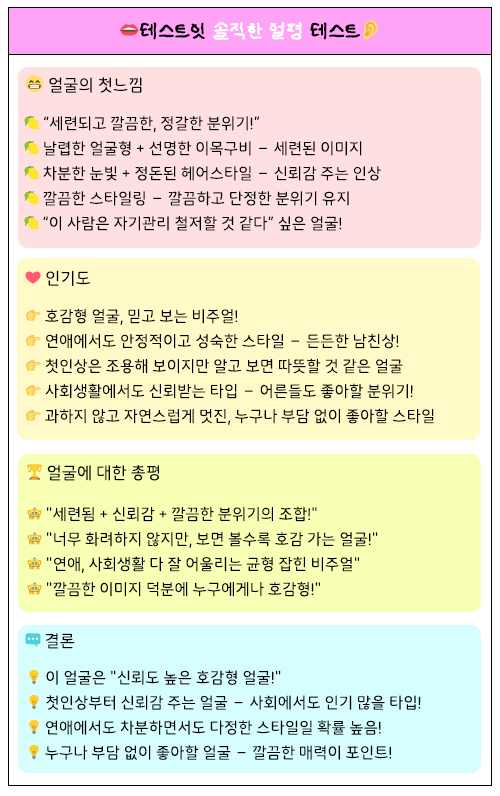 👄테스트힛 솔직한 얼평 테스트👂
😁 얼굴의 첫느낌
🍋 “세련되고 깔끔한, 정갈한 분위기!”
🍋 날렵한 얼굴형 + 선명한 이목구비 – 세련된 이미지
🍋 차분한 눈빛 + 정돈된 헤어스타일 – 신뢰감 주는 인상
🍋 깔끔한 스타일링 – 깔끔하고 단정한 분위기 유지
🍋 “이 사람은 자기관리 철저할 것 같다” 싶은 얼굴!
❤️ 인기도
👉 호감형 얼굴, 믿고 보는 비주얼!
👉 연애에서도 안정적이고 성숙한 스타일 – 든든한 남친상!
👉 첫인상은 조용해 보이지만 알고 보면 따뜻할 것 같은 얼굴
👉 사회생활에서도 신뢰받는 타입 – 어른들도 좋아할 분위기!
👉 과하지 않고 자연스럽게 멋진, 누구나 부담 없이 좋아할 스타일
🏆 얼굴에 대한 총평
"세련됨 + 신뢰감 + 깔끔한 분위기의 조합!"
"너무 화려하지 않지만, 보면 볼수록 호감 가는 얼굴!"
"연애, 사회생활 다 잘 어울리는 균형 잡힌 비주얼"
"깔끔한 이미지 덕분에 누구에게나 호감형!"
💬 결론
💡 이 얼굴은 "신뢰도 높은 호감형 얼굴!"
💡 첫인상부터 신뢰감 주는 얼굴 – 사회에서도 인기 많을 타입!
💡 연애에서도 차분하면서도 다정한 스타일일 확률 높음!
💡 누구나 부담 없이 좋아할 얼굴 – 깔끔한 매력이 포인트!